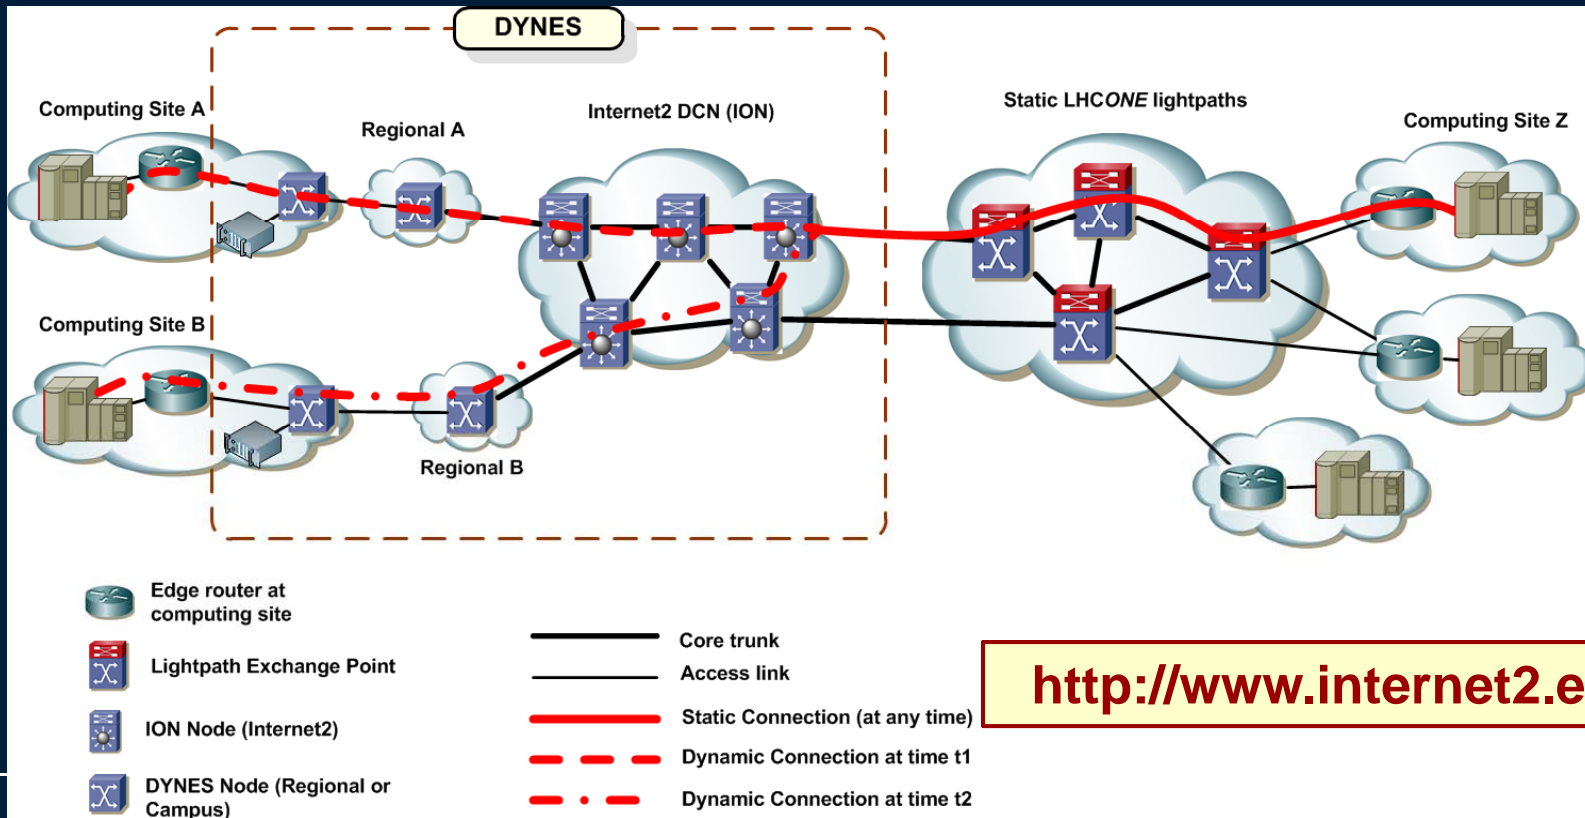 DYNES
Computing Site A
Regional A
Internet2 DCN (ION)
Static LHCONE lightpaths
Computing Site Z
Computing Site B
Regional B
Edge router at
computing site
Lightpath Exchange Point
ION Node (Internet2)
DYNES Node (Regional or
Campus)
Core trunk
Access link
Static Connection (at any time)
Dynamic Connection at time t1
Dynamic Connection at time t2
http://www.internet2.e